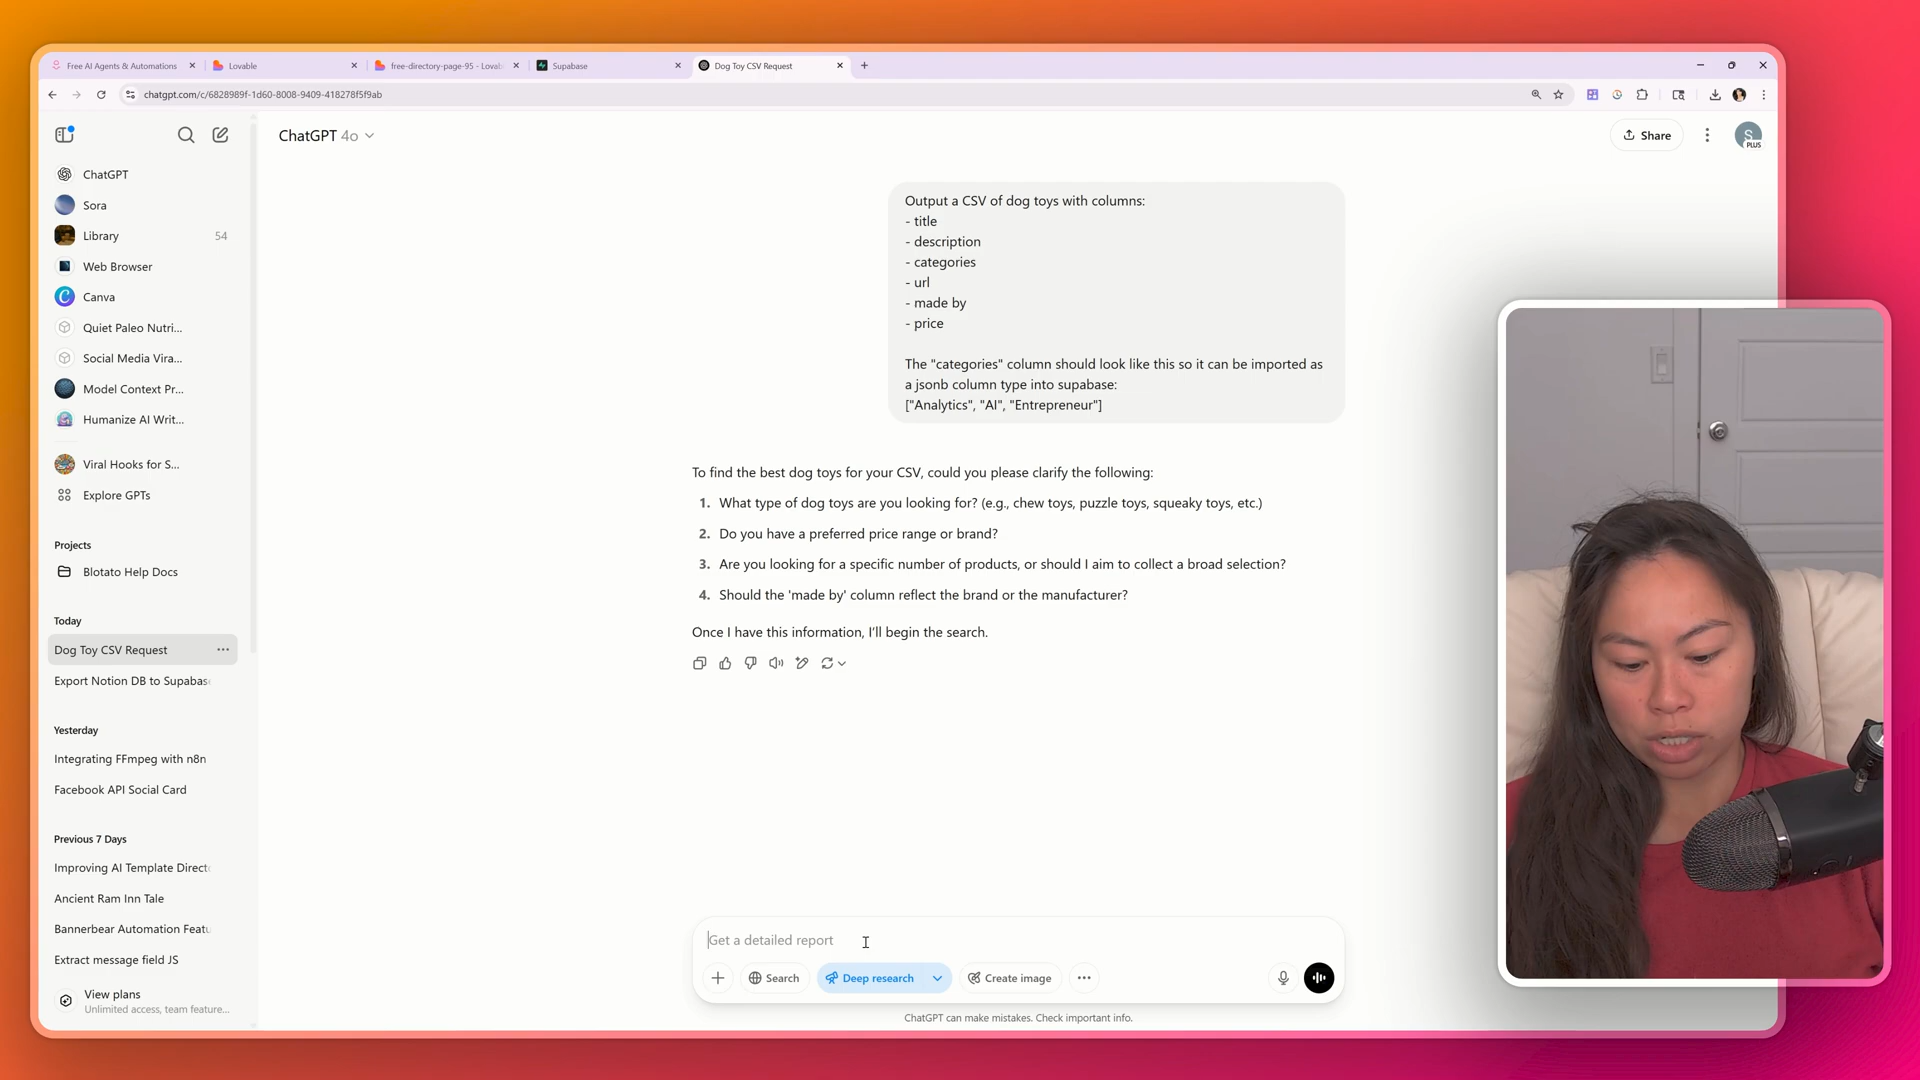 Free AI Agents & Automations
Lovable
free-directory-page-95 - Lovab
Supabase
Dog Toy CSV Request
chatgpt.com/c/6828989f-1d60-8008-9409-418278f5f9ab
ChatGPT 4o
Share
S
PLUS
ChatGPT
Sora
Library 54
Web Browser
Canva
Quiet Paleo Nutri...
Social Media Vira...
Model Context Pr...
Humanize AI Writ...
Viral Hooks for S...
Explore GPTs
Projects
Blotato Help Docs
Today
Dog Toy CSV Request
Export Notion DB to Supabase
Yesterday
Integrating FFmpeg with n8n
Facebook API Social Card
Previous 7 Days
Improving AI Template Directo
Ancient Ram Inn Tale
Bannerbear Automation Featu
Extract message field JS
View plans
Unlimited access, team feature...
Output a CSV of dog toys with columns:
- title
- description
- categories
- url
- made by
- price
The "categories" column should look like this so it can be imported as
a jsonb column type into supabase:
["Analytics", "AI", "Entrepreneur"]
To find the best dog toys for your CSV, could you please clarify the following:
1. What type of dog toys are you looking for? (e.g., chew toys, puzzle toys, squeaky toys, etc.)
2. Do you have a preferred price range or brand?
3. Are you looking for a specific number of products, or should I aim to collect a broad selection?
4. Should the 'made by' column reflect the brand or the manufacturer?
Once I have this information, I'll begin the search.
Get a detailed report
Search
Deep research
Create image
ChatGPT can make mistakes. Check important info.